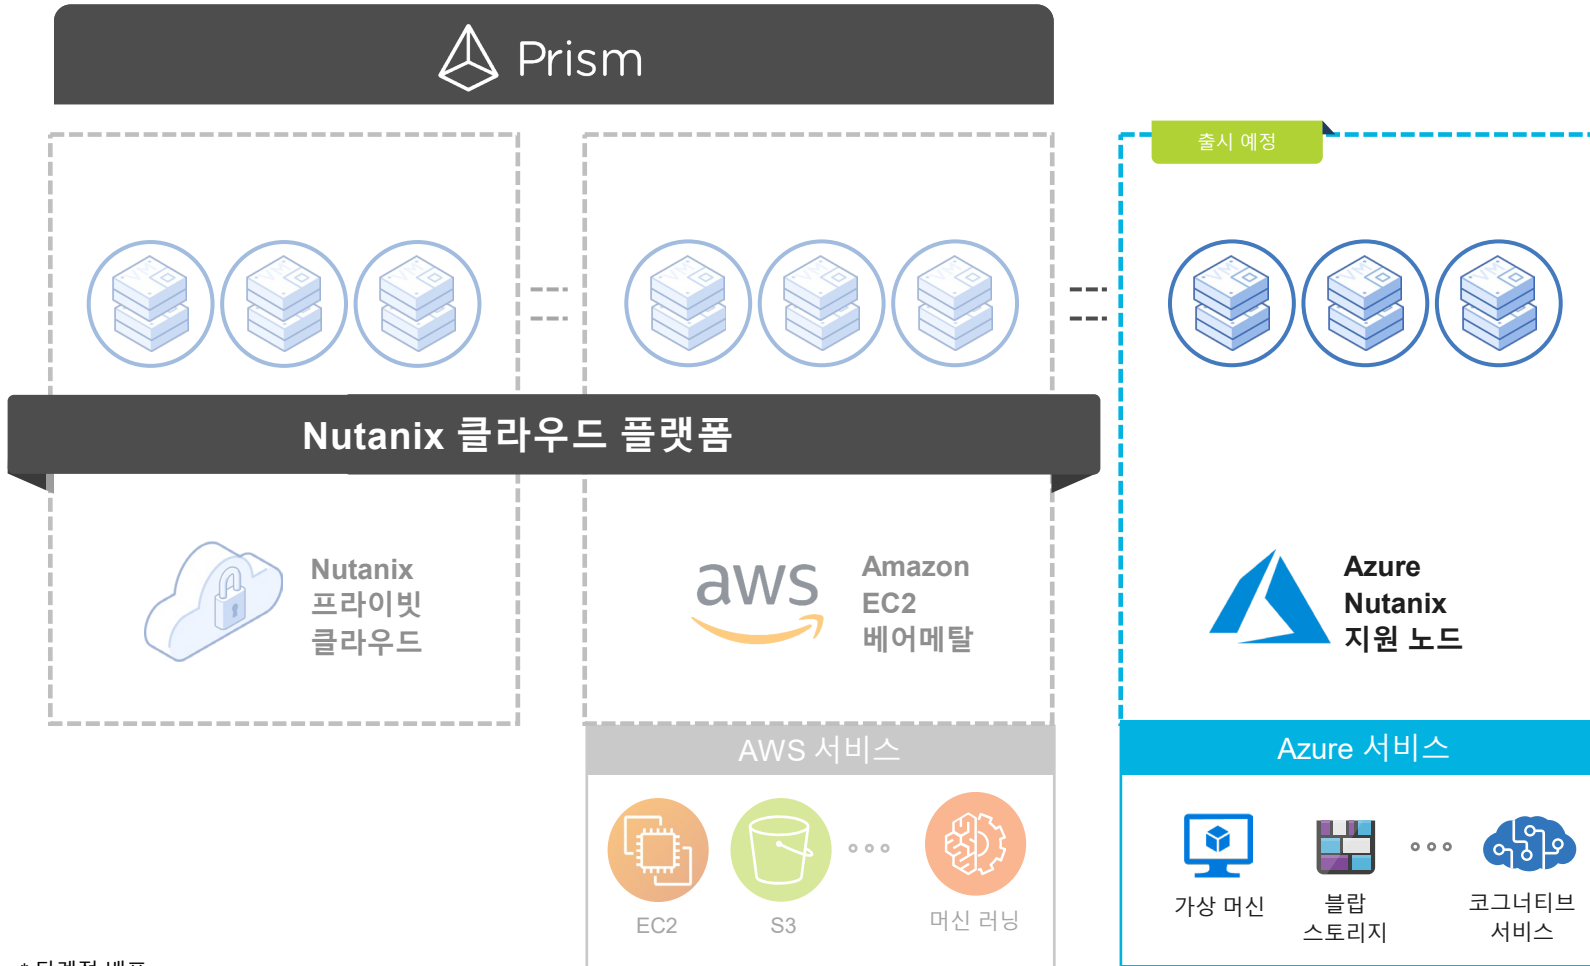 Prism
출시 예정
Nutanix 클라우드 플랫폼
Nutanix
프라이빗
클라우드
aws
Amazon
EC2
베어메탈
Azure
Nutanix
지원 노드
AWS 서비스
EC2
S3
머신 러닝
Azure 서비스
가상 머신
블랍
스토리지
코그너티브
서비스